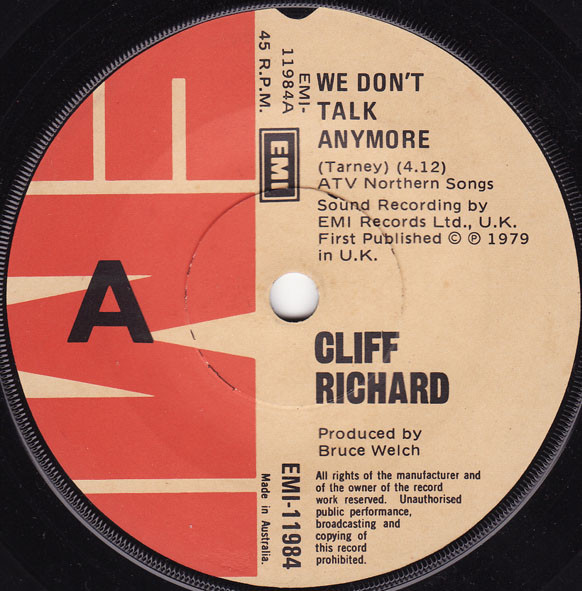 WE DON'T
TALK
ANYMORE
(Tarney) (4.12)
ATV Northern Songs
Sound Recording by
EMI Records Ltd., U.K.
First Published © ℗ 1979
in U.K.
EMI-
11984A
45 R.P.M.
EMI
EMI
A
CLIFF
RICHARD
Produced by
Bruce Welch
All rights of the manufacturer and
of the owner of the record
work reserved. Unauthorised
public performance,
broadcasting and
copying of
this record
prohibited.
EMI-11984
Made in Australia.